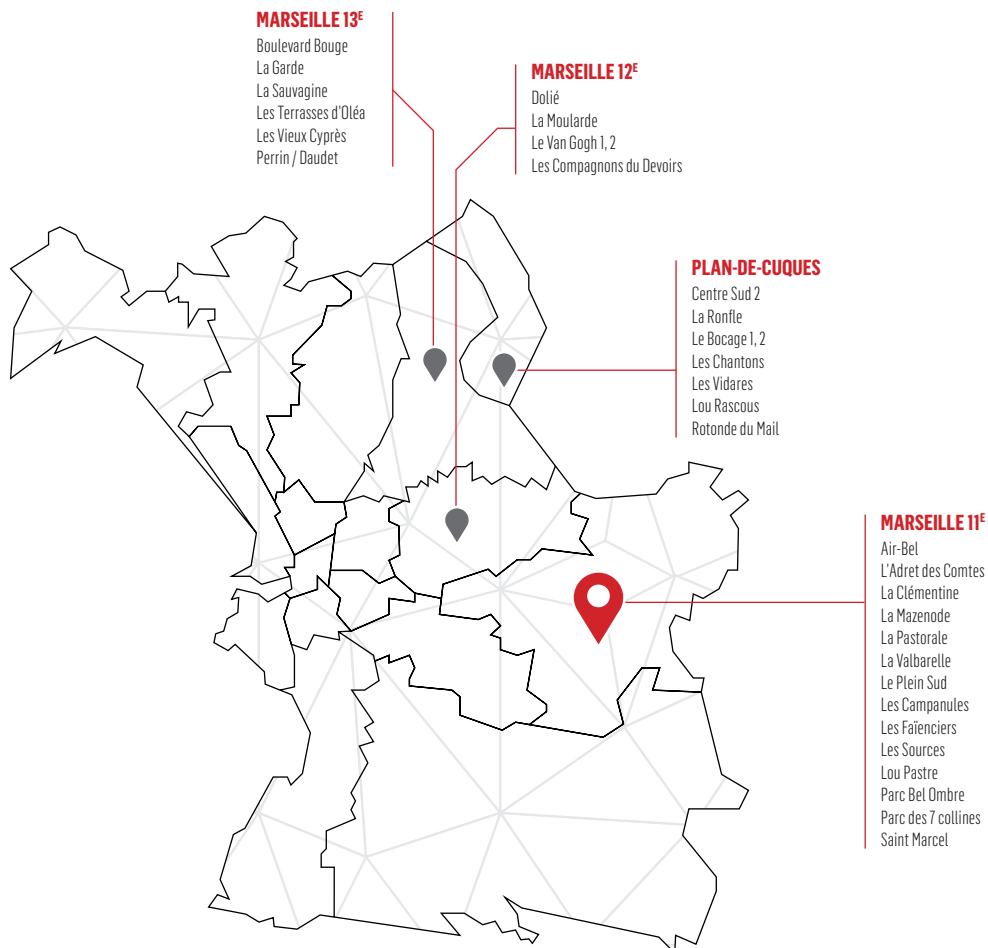 MARSEILLE 13E
Boulevard Bouge
La Garde
La Sauvagine
Les Terrasses d'Oléa
Les Vieux Cyprès
Perrin / Daudet
MARSEILLE 12E
Dolié
La Moularde
Le Van Gogh 1, 2
Les Compagnons du Devoirs
PLAN-DE-CUQUES
Centre Sud 2
La Ronfle
Le Bocage 1, 2
Les Chantons
Les Vidares
Lou Rascous
Rotonde du Mail
MARSEILLE 11E
Air-Bel
L'Adret des Comtes
La Clémentine
La Mazenode
La Pastorale
La Valbarelle
Le Plein Sud
Les Campanules
Les Faïenciers
Les Sources
Lou Pastre
Parc Bel Ombre
Parc des 7 collines
Saint Marcel